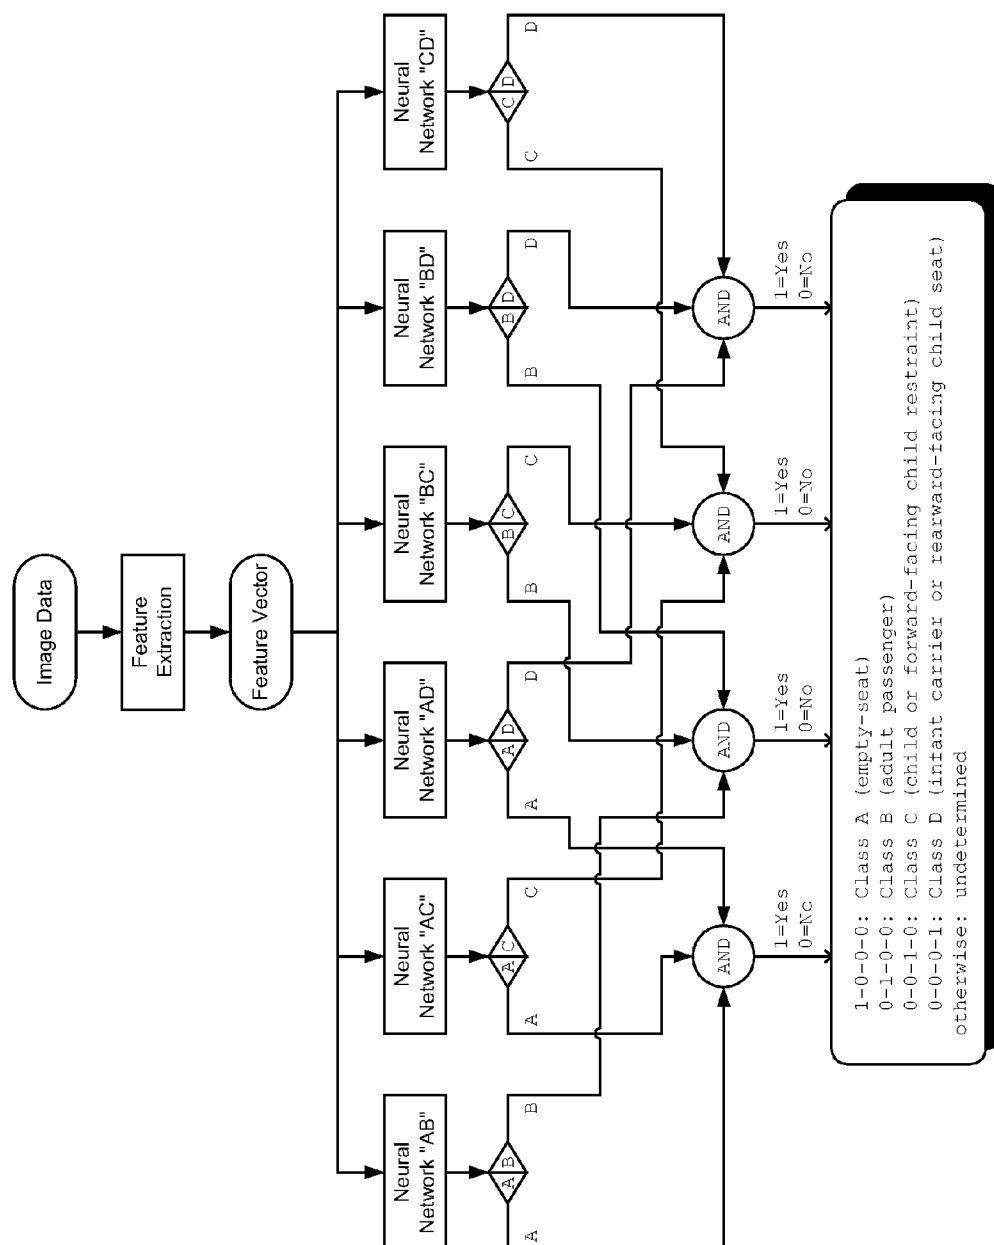 Image Data
Feature
Extraction
Feature Vector
Neural
Network "AB"
Neural
Network "AC"
Neural
Network "AD"
Neural
Network "BC"
Neural
Network "BD"
Neural
Network "CD"
A B
A C
A D
B C
B D
C D
A
B
A
C
A
D
B
C
B
D
C
D
AND
AND
AND
AND
1=Yes
0=No
1=Yes
0=No
1=Yes
0=No
1=Yes
0=No
1-0-0-0: Class A (empty-seat)
0-1-0-0: Class B (adult passenger)
0-0-1-0: Class C (child or forward-facing child restraint)
0-0-0-1: Class D (infant carrier or rearward-facing child seat)
otherwise: undetermined